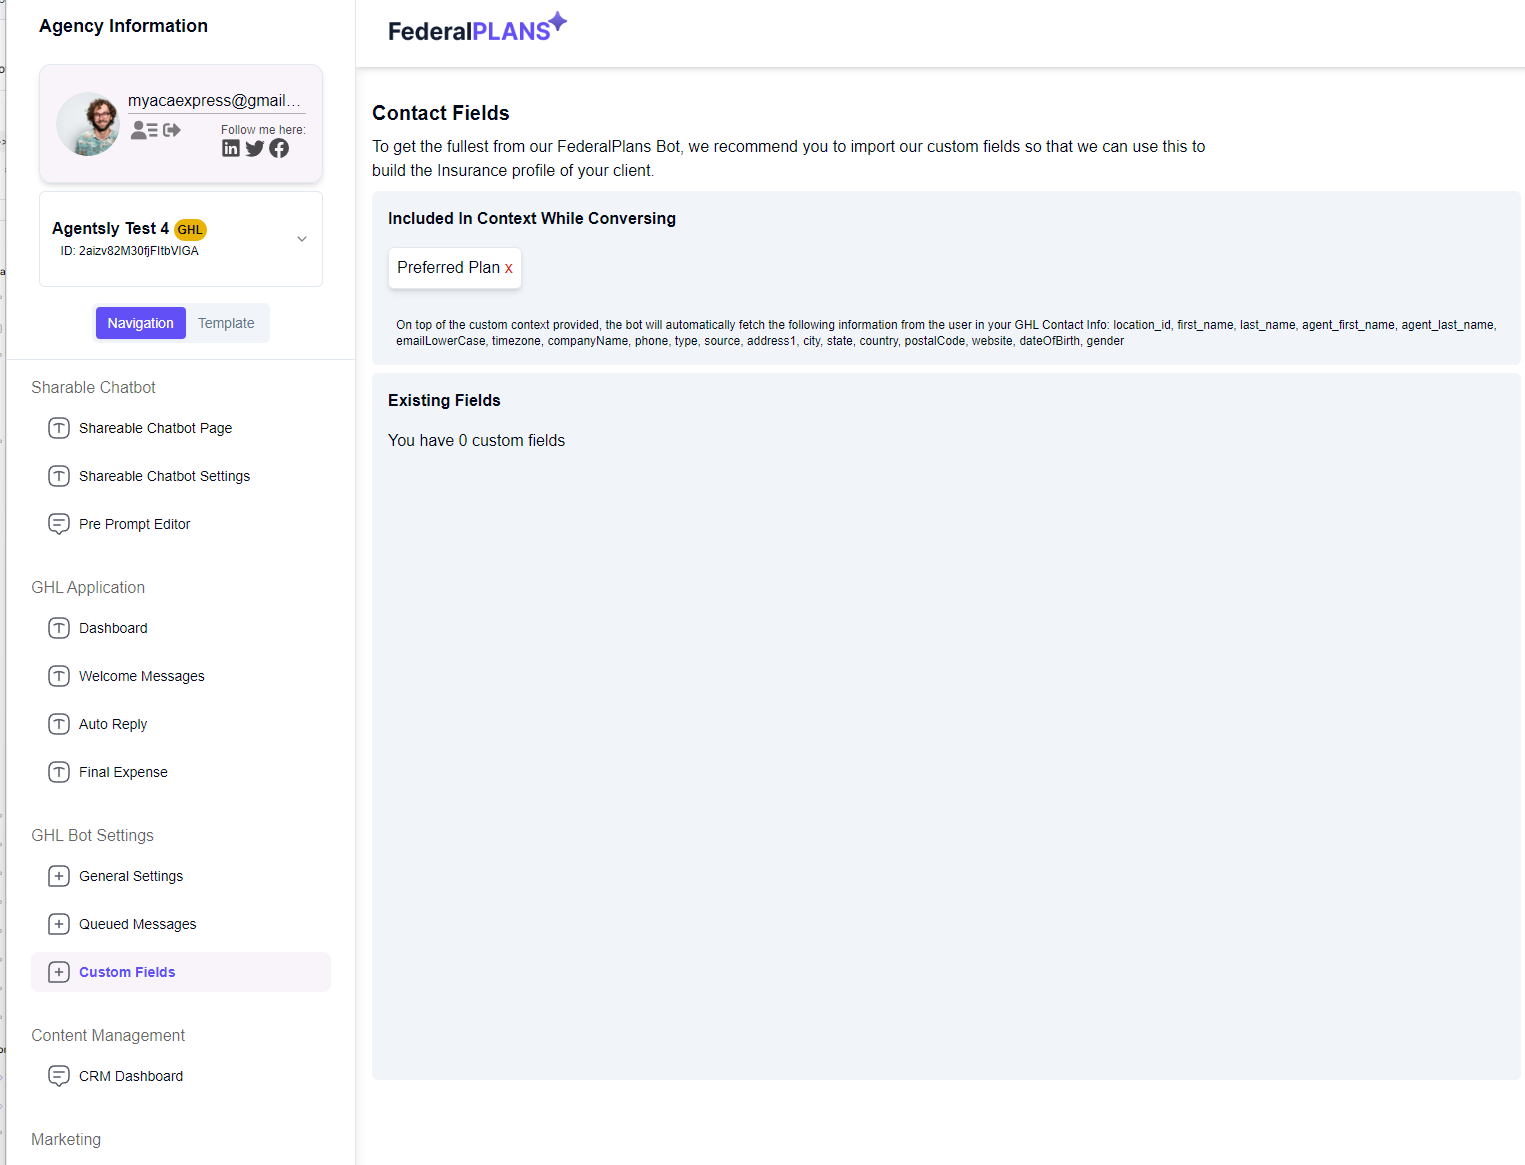 Agency Information
myacaexpress@gmail...
Follow me here:
Agentsly Test 4 GHL
ID: 2aizv82M30fjFItbVIGA
Navigation Template
Sharable Chatbot
Shareable Chatbot Page
Shareable Chatbot Settings
Pre Prompt Editor
GHL Application
Dashboard
Welcome Messages
Auto Reply
Final Expense
GHL Bot Settings
General Settings
Queued Messages
Custom Fields
Content Management
CRM Dashboard
Marketing
FederalPLANS
Contact Fields
To get the fullest from our FederalPlans Bot, we recommend you to import our custom fields so that we can use this to
build the Insurance profile of your client.
Included In Context While Conversing
Preferred Plan x
On top of the custom context provided, the bot will automatically fetch the following information from the user in your GHL Contact Info: location_id, first_name, last_name, agent_first_name, agent_last_name,
emailLowerCase, timezone, companyName, phone, type, source, address1, city, state, country, postalCode, website, dateOfBirth, gender
Existing Fields
You have 0 custom fields